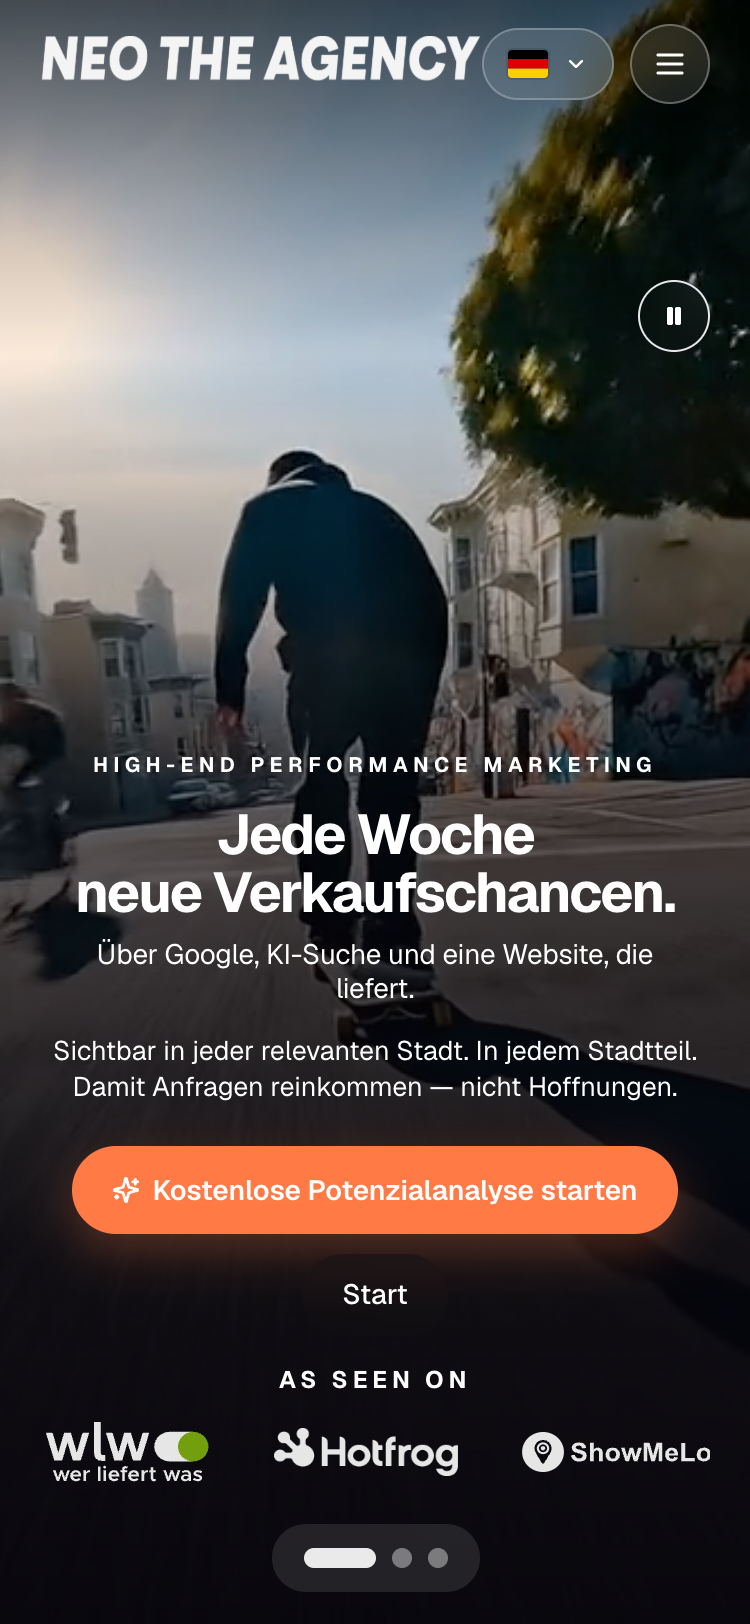 NEO THE AGENCY
HIGH-END PERFORMANCE MARKETING
Jede Woche
neue Verkaufschancen.
Über Google, KI-Suche und eine Website, die
liefert.
Sichtbar in jeder relevanten Stadt. In jedem Stadtteil.
Damit Anfragen reinkommen — nicht Hoffnungen.
Kostenlose Potenzialanalyse starten
Start
AS SEEN ON
wlw
wer liefert was
Hotfrog
ShowMeLo